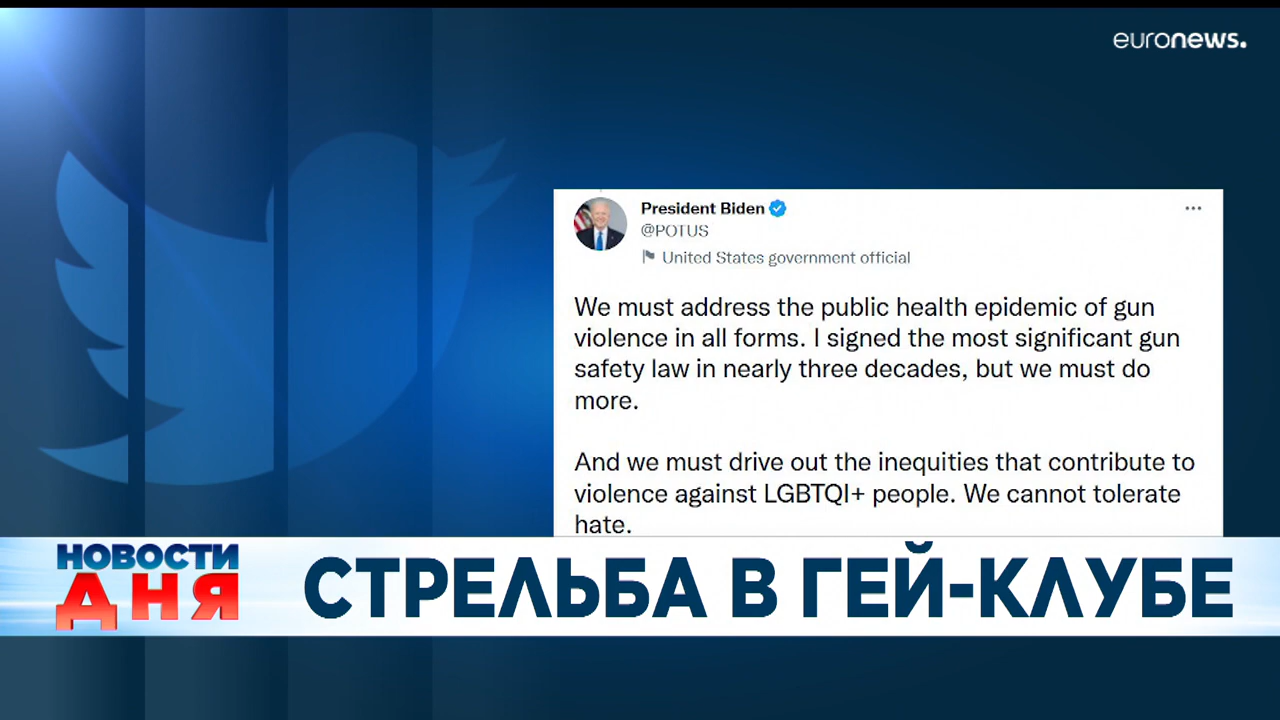 euronews.
President Biden
@POTUS
United States government official
We must address the public health epidemic of gun
violence in all forms. I signed the most significant gun
safety law in nearly three decades, but we must do
more.
And we must drive out the inequities that contribute to
violence against LGBTQI+ people. We cannot tolerate
hate.
НОВОСТИ
ДНЯ
СТРЕЛЬБА В ГЕЙ-КЛУБЕ